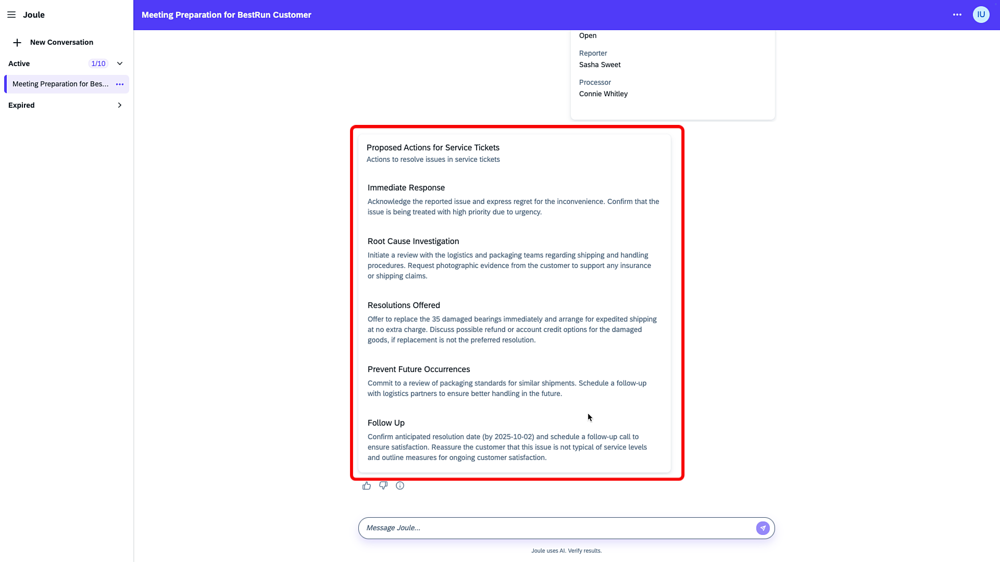 Joule
New Conversation
Active 1/10
Meeting Preparation for Bes...
Expired
Meeting Preparation for BestRun Customer
IU
Open
Reporter
Sasha Sweet
Processor
Connie Whitley
Proposed Actions for Service Tickets
Actions to resolve issues in service tickets
Immediate Response
Acknowledge the reported issue and express regret for the inconvenience. Confirm that the
issue is being treated with high priority due to urgency.
Root Cause Investigation
Initiate a review with the logistics and packaging teams regarding shipping and handling
procedures. Request photographic evidence from the customer to support any insurance
or shipping claims.
Resolutions Offered
Offer to replace the 35 damaged bearings immediately and arrange for expedited shipping
at no extra charge. Discuss possible refund or account credit options for the damaged
goods, if replacement is not the preferred resolution.
Prevent Future Occurrences
Commit to a review of packaging standards for similar shipments. Schedule a follow-up
with logistics partners to ensure better handling in the future.
Follow Up
Confirm anticipated resolution date (by 2025-10-02) and schedule a follow-up call to
ensure satisfaction. Reassure the customer that this issue is not typical of service levels
and outline measures for ongoing customer satisfaction.
Message Joule...
Joule uses AI. Verify results.